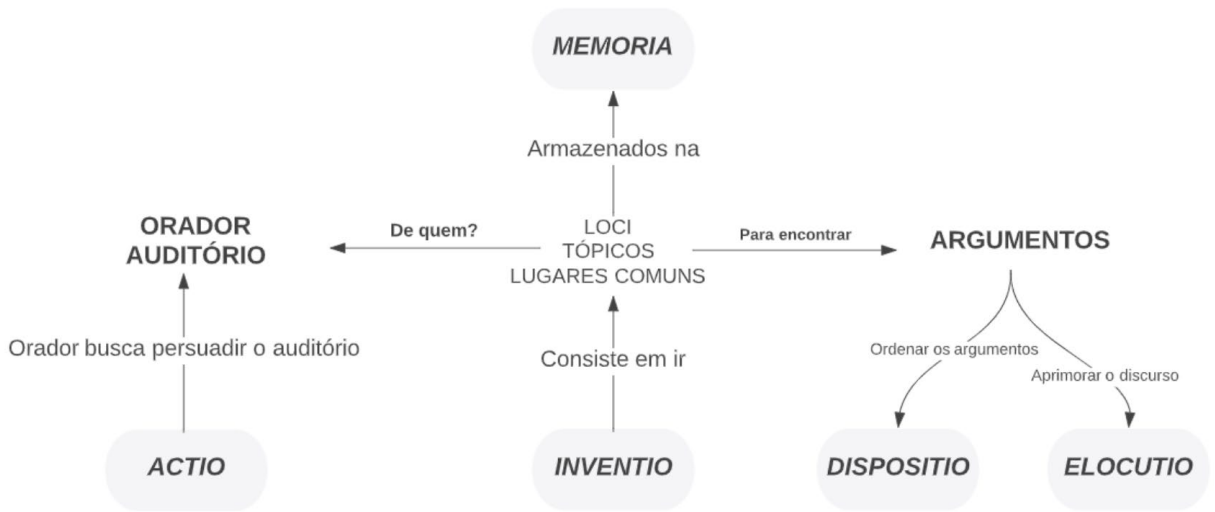 MEMORIA
Armazenados na
ORADOR
AUDITÓRIO
De quem?
LOCI
TÓPICOS
LUGARES COMUNS
Para encontrar
ARGUMENTOS
Orador busca persuadir o auditório
Consiste em ir
Ordenar os argumentos
Aprimorar o discurso
ACTIO
INVENTIO
DISPOSITIO
ELOCUTIO